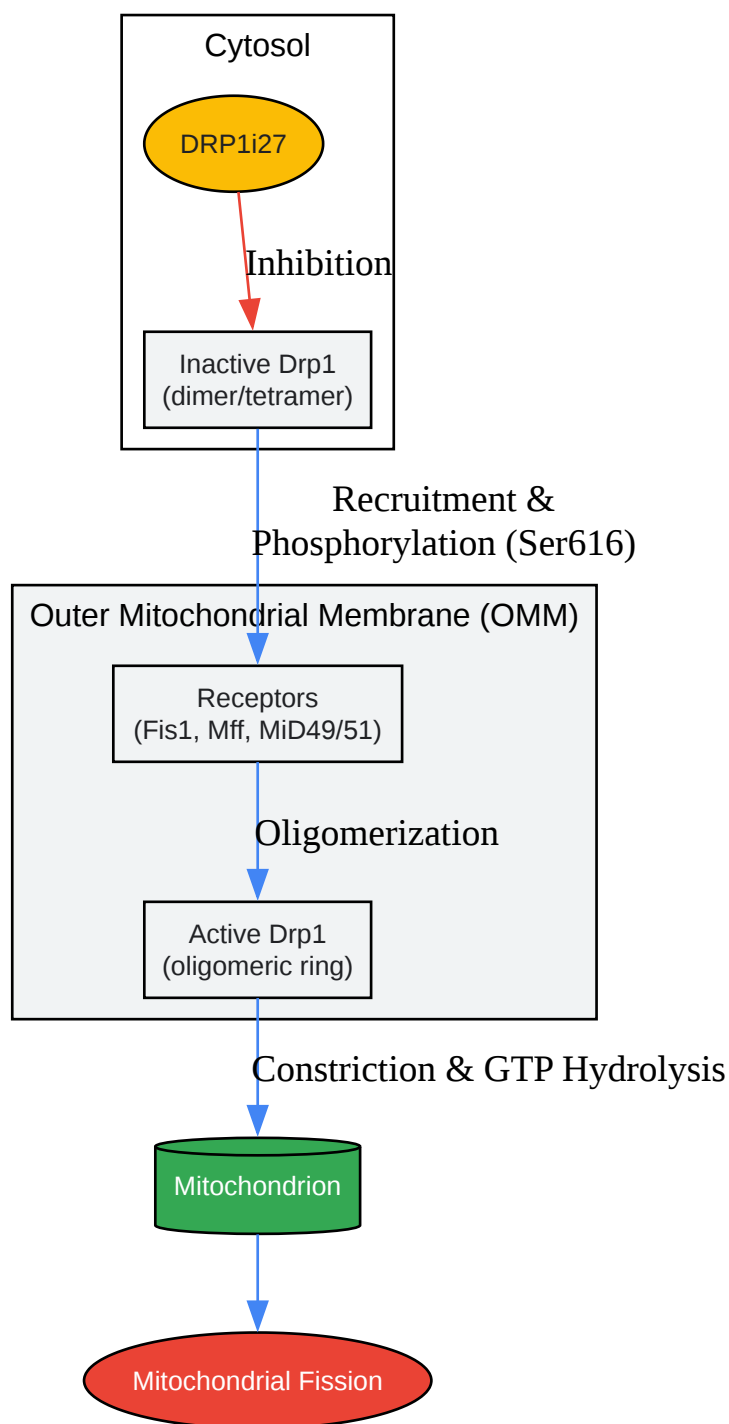 Cytosol
DRP1i27
Inhibition
Inactive Drp1
(dimer/tetramer)
Recruitment &
Phosphorylation (Ser616)
Outer Mitochondrial Membrane (OMM)
Receptors
(Fis1, Mff, MiD49/51)
Oligomerization
Active Drp1
(oligomeric ring)
Constriction & GTP Hydrolysis
Mitochondrion
Mitochondrial Fission